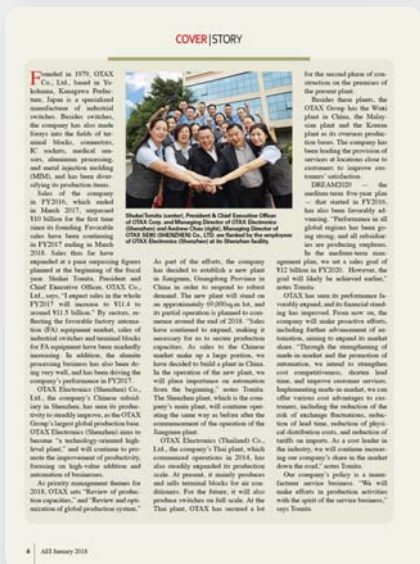 COVER|STORY
Founded in 1979, OTAX
Co., Ltd., based in Yo-
kohama, Kanagawa Prefec-
ture, Japan is a specialized
manufacturer of industrial
switches. Besides switches,
the company has also made
forays into the fields of ter-
minal blocks, connectors,
IC sockets, medical sen-
sors, aluminum processing,
and metal injection molding
(MIM), and has been diver-
sifying its production items.
Sales of the company
in FY2016, which ended
in March 2017, surpassed
¥10 billion for the first time
since its founding. Favorable
sales have been continuing
in FY2017 ending in March
2018. Sales thus far have
expanded at a pace surpassing figures
planned at the beginning of the fiscal
year. Shukei Tomita, President and
Chief Executive Officer, OTAX Co.,
Ltd., says, "I expect sales in the whole
FY2017 will increase to ¥11.4 to
around ¥11.5 billion." By sectors, re-
flecting the favorable factory automa-
tion (FA) equipment market, sales of
industrial switches and terminal blocks
for FA equipment have been markedly
increasing. In addition, the alumite
processing business has also been do-
ing very well, and has been driving the
company's performance in FY2017.
OTAX Electronics (Shenzhen) Co.,
Ltd., the company's Chinese subsid-
iary in Shenzhen, has seen its produc-
tivity to steadily improve, as the OTAX
Group's largest global production base.
OTAX Electronics (Shenzhen) aims to
become "a technology-oriented high-
level plant," and will continue to pro-
mote the improvement of productivity,
focusing on high-value addition and
automation of businesses.
As priority management themes for
2018, OTAX sets "Review of produc-
tion capacities," and "Review and opti-
mization of global production system."
Shukei Tomita (center), President & Chief Executive Officer
of OTAX Corp. and Managing Director of OTAX Electronics
(Shenzhen) and Andrew Chau (right), Managing Director of
OTAX SEIKI (SHENZHEN) Co., LTD. are flanked by the employees
of OTAX Electronics (Shenzhen) at its Shenzhen facility.
As part of the efforts, the company
has decided to establish a new plant
in Jiangmen, Guangdong Province in
China in order to respond to robust
demand. The new plant will stand on
an approximately 60,000sq.m lot, and
its partial operation is planned to com-
mence around the end of 2018. "Sales
have continued to expand, making it
necessary for us to secure production
capacities. As sales to the Chinese
market make up a large portion, we
have decided to build a plant in China.
In the operation of the new plant, we
will place importance on automation
from the beginning," notes Tomita.
The Shenzhen plant, which is the com-
pany's main plant, will continue oper-
ating the same way as before after the
commencement of the operation of the
Jiangmen plant.
OTAX Electronics (Thailand) Co.,
Ltd., the company's Thai plant, which
commenced operations in 2014, has
also steadily expanded its production
scale. At present, it mainly produces
and sells terminal blocks for air con-
ditioners. For the future, it will also
produce switches on full scale. At the
Thai plant, OTAX has secured a lot
for the second phase of con-
struction on the premises of
the present plant.
Besides these plants, the
OTAX Group has the Wuxi
plant in China, the Malay-
sian plant and the Korean
plant as its overseas produc-
tion bases. The company has
been leading the provision of
services at locations close to
customers to improve cus-
tomers' satisfaction.
DREAM2020 — the
medium-term five-year plan
— that started in FY2016,
has also been favorably ad-
vancing. "Performance in all
global regions has been go-
ing strong, and all subsidiar-
ies are producing surpluses.
In the medium-term man-
agement plan, we set a sales goal of
¥12 billion in FY2020. However, the
goal will likely be achieved earlier,"
notes Tomita.
OTAX has seen its performance fa-
vorably expand, and its financial stand-
ing has improved. From now on, the
company will make proactive efforts,
including further advancement of au-
tomation, aiming to expand its market
share. "Through the strengthening of
made-in-market and the promotion of
automation, we intend to strengthen
cost competitiveness, shorten lead
time, and improve customer services.
Implementing made-in-market, we can
offer various cost advantages to cus-
tomers, including the reduction of the
risk of exchange fluctuations, reduc-
tion of lead time, reduction of physi-
cal distribution costs, and reduction of
tariffs on imports. As a cost leader in
the industry, we will continue increas-
ing our company's share in the market
down the road," notes Tomita.
Our company's policy is a manu-
facturer service business. "We will
make efforts in production activities
with the spirit of the service business,"
says Tomita.
6 | AEI January 2018